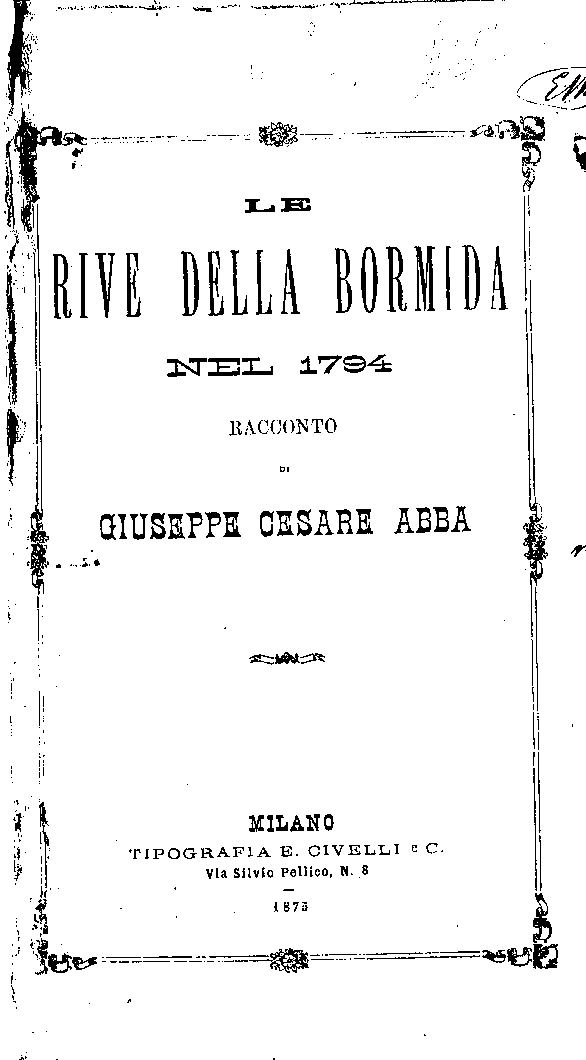 LE
RIVE DELLA BORMIDA
NEL 1794
RACCONTO
DI
GIUSEPPE CESARE ABBA
MILANO
TIPOGRAFIA E. CIVELLI e C.
Via Silvio Pellico, N. 8
1875